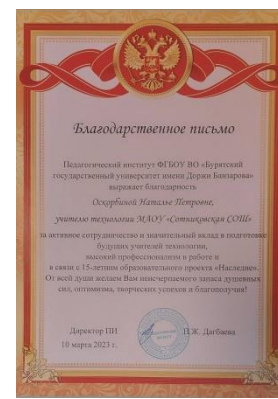 Благодарственное письмо
Педагогический институт ФГБОУ ВО «Бурятский
государственный университет имени Доржи Банзарова»
выражает благодарность
Оскорбиной Наталье Петровне,
учителю технологии МАОУ «Сотниковская СОШ»
за активное сотрудничество и значительный вклад в подготовке
будущих учителей технологии,
высокий профессионализм в работе и
в связи с 15-летним образовательного проекта «Наследие».
От всей души желаем Вам неисчерпаемого запаса душевных
сил, оптимизма, творческих успехов и благополучия!
Директор ПИ
П.Ж. Дагбаева
10 марта 2023 г.